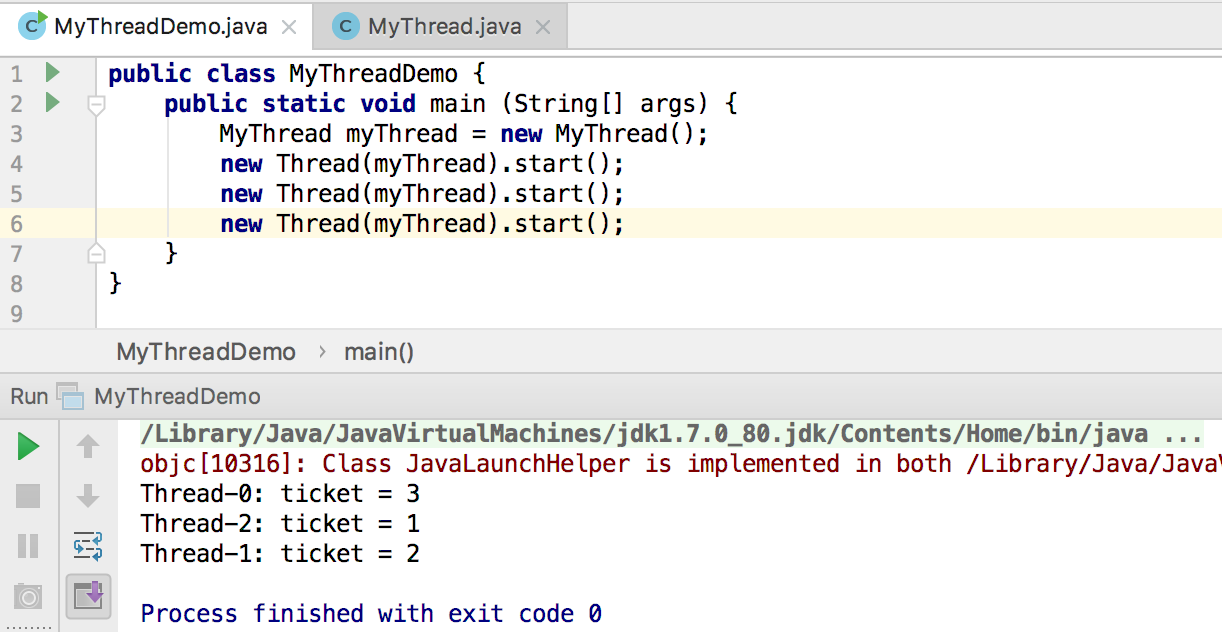 MyThreadDemo.java MyThread.java
1 public class MyThreadDemo {
2 public static void main (String[] args) {
3 MyThread myThread = new MyThread();
4 new Thread(myThread).start();
5 new Thread(myThread).start();
6 new Thread(myThread).start();
7 }
8 }
9
MyThreadDemo › main()
Run MyThreadDemo
/Library/Java/JavaVirtualMachines/jdk1.7.0_80.jdk/Contents/Home/bin/java ...
objc[10316]: Class JavaLaunchHelper is implemented in both /Library/Java/Java
Thread-0: ticket = 3
Thread-2: ticket = 1
Thread-1: ticket = 2
Process finished with exit code 0